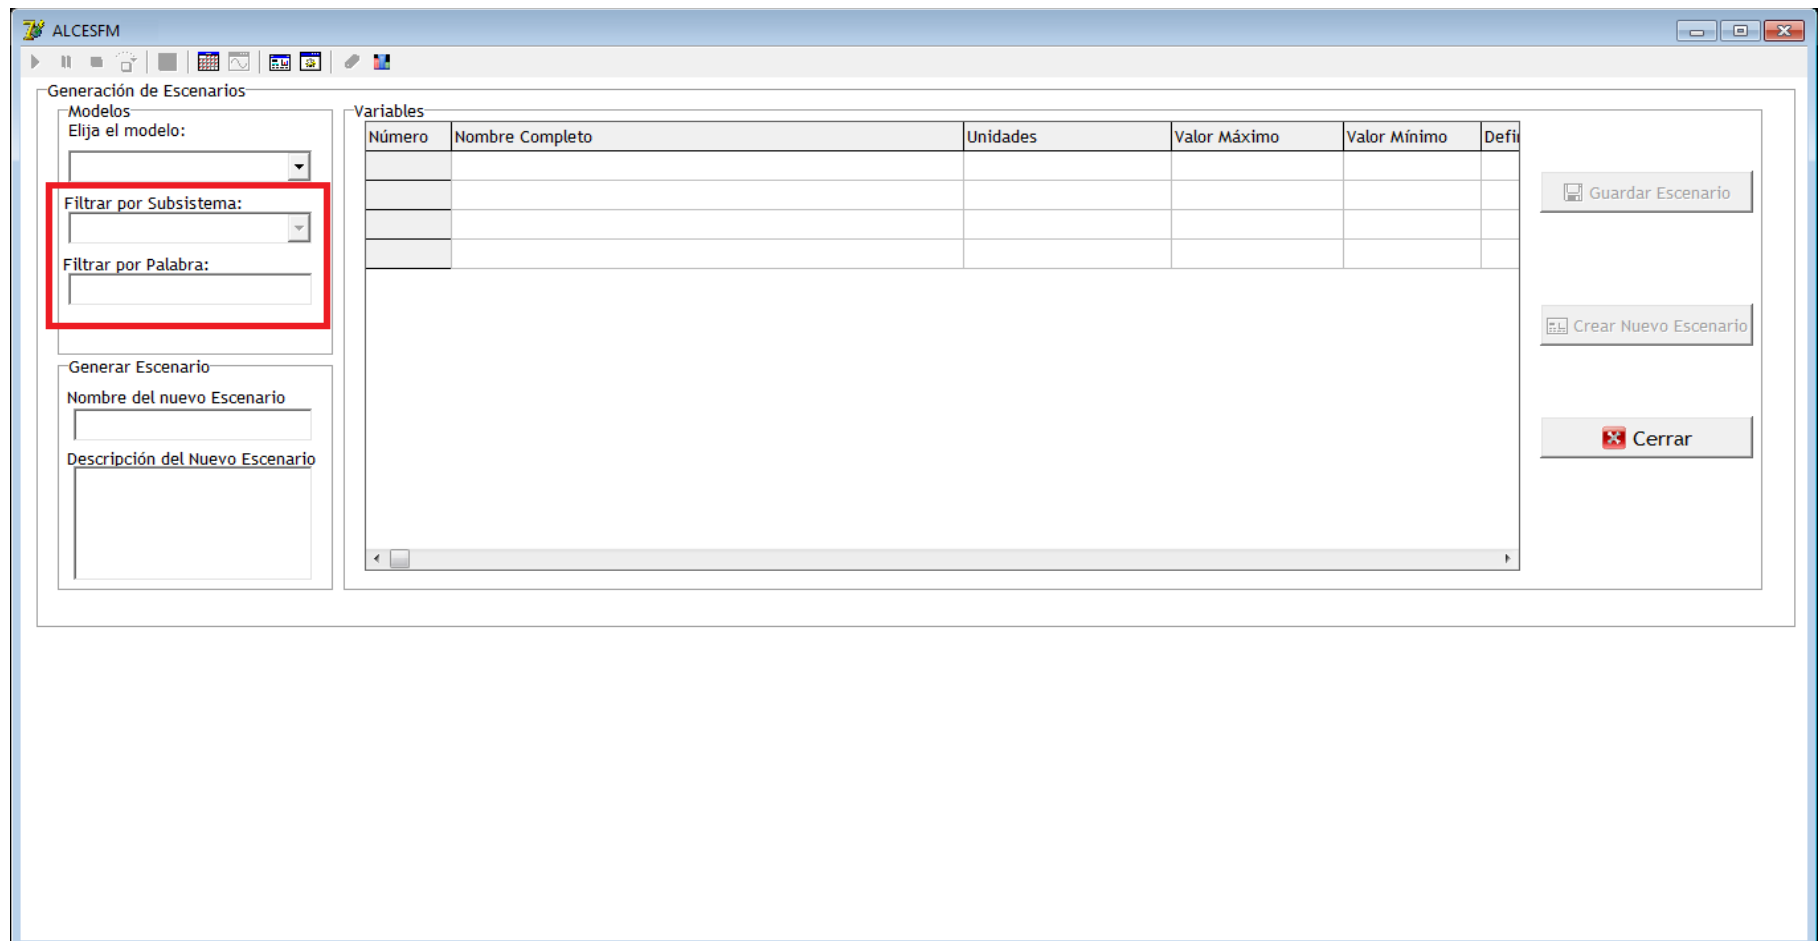 ALCESFM
Generación de Escenarios
Modelos
Elija el modelo:
Filtrar por Subsistema:
Filtrar por Palabra:
Generar Escenario
Nombre del nuevo Escenario
Descripción del Nuevo Escenario
Variables
Número Nombre Completo Unidades Valor Máximo Valor Mínimo Defin
Guardar Escenario
Crear Nuevo Escenario
Cerrar